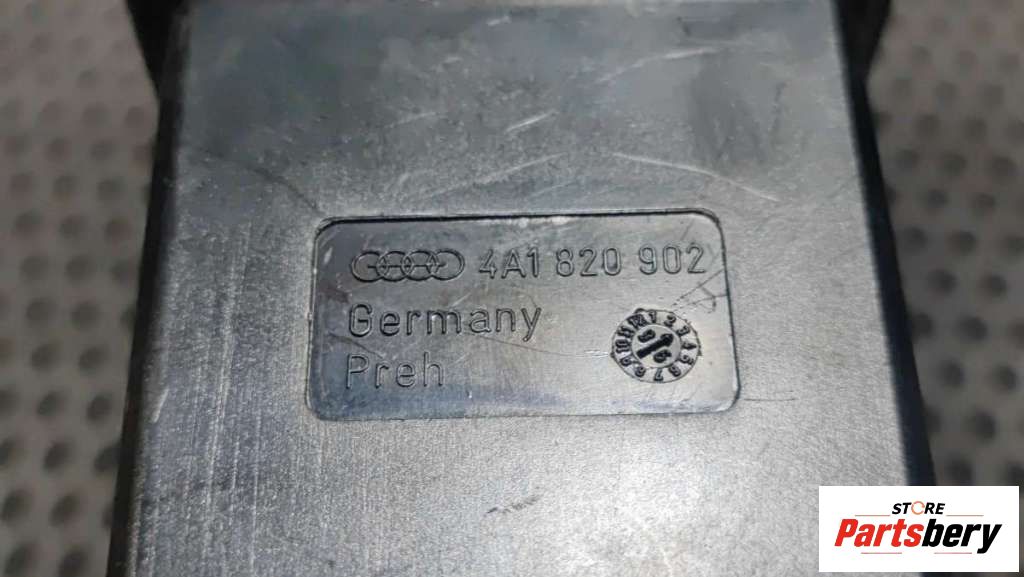 4A1 820 902
Germany
Preh
STORE
Partsbery